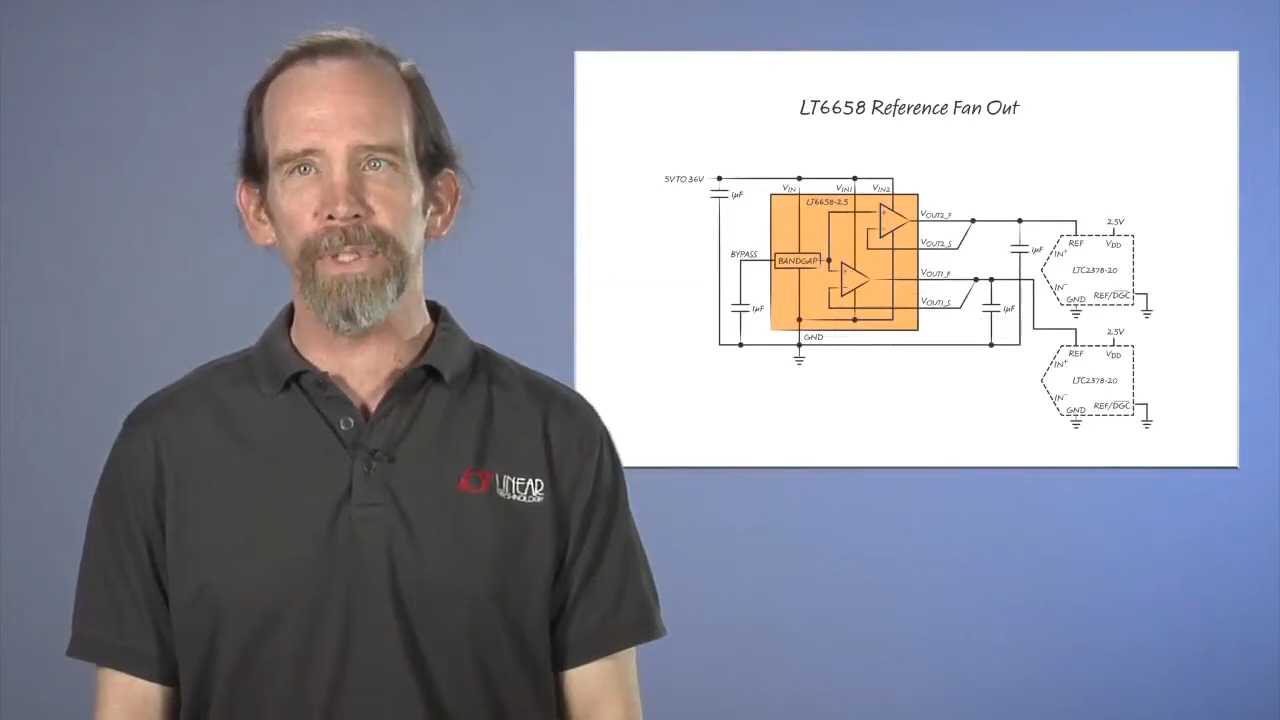 LT6658 Reference Fan Out
5V TO 36V
1µF
VIN
VIN1
VIN2
LT6658-2.5
BYPASS
BANDGAP
1µF
GND
VOUT2_F
VOUT2_S
VOUT1_F
VOUT1_S
1µF
1µF
2.5V
REF
VDD
IN+
LTC2378-20
IN−
GND
REF/DGC
2.5V
REF
VDD
IN+
LTC2378-20
IN−
GND
REF/DGC
LINEAR
TECHNOLOGY